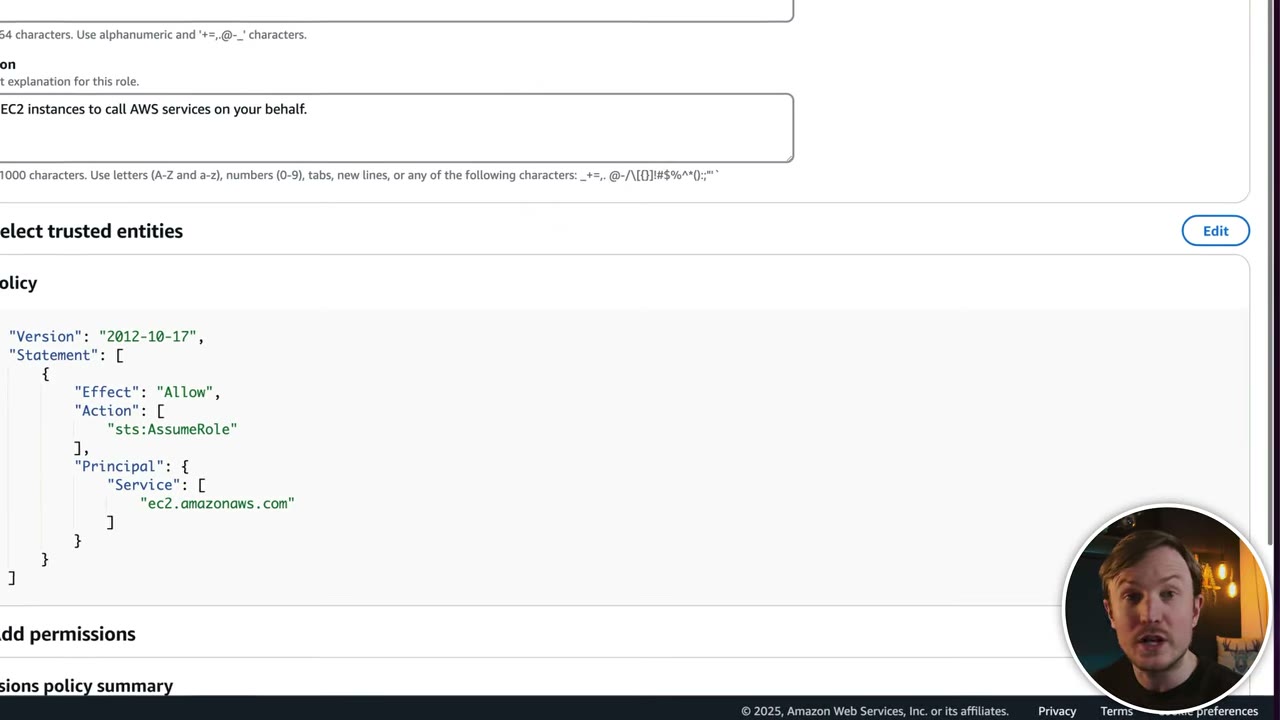 64 characters. Use alphanumeric and '+=,.@-_' characters.
on
t explanation for this role.
EC2 instances to call AWS services on your behalf.
1000 characters. Use letters (A-Z and a-z), numbers (0-9), tabs, new lines, or any of the following characters: _+=,. @-/\[{}]!#$%^*();:"'`
elect trusted entities
Edit
olicy
"Version": "2012-10-17",
"Statement": [
{
"Effect": "Allow",
"Action": [
"sts:AssumeRole"
],
"Principal": {
"Service": [
"ec2.amazonaws.com"
]
}
}
]
dd permissions
sions policy summary
© 2025, Amazon Web Services, Inc. or its affiliates.
Privacy
Terms
preferences